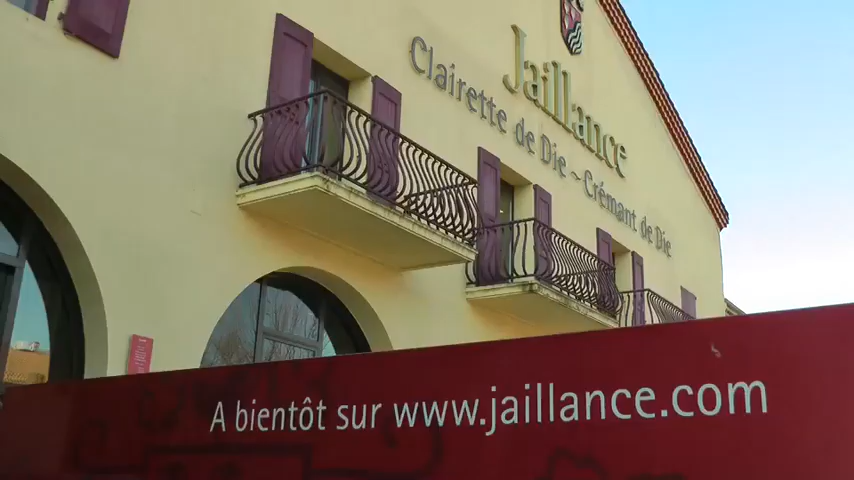 Jaillance
Clairette de Die ~ Crémant de Die
A bientôt sur www.jaillance.com